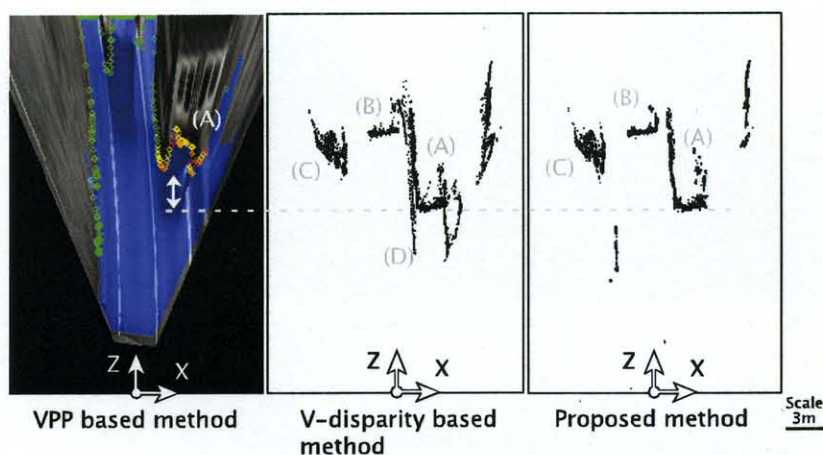 (A)
(B)
(A)
(C)
(D)
(B)
(A)
(C)
Z X
Z X
Z X
VPP based method
V-disparity based
method
Proposed method
Scale
3m